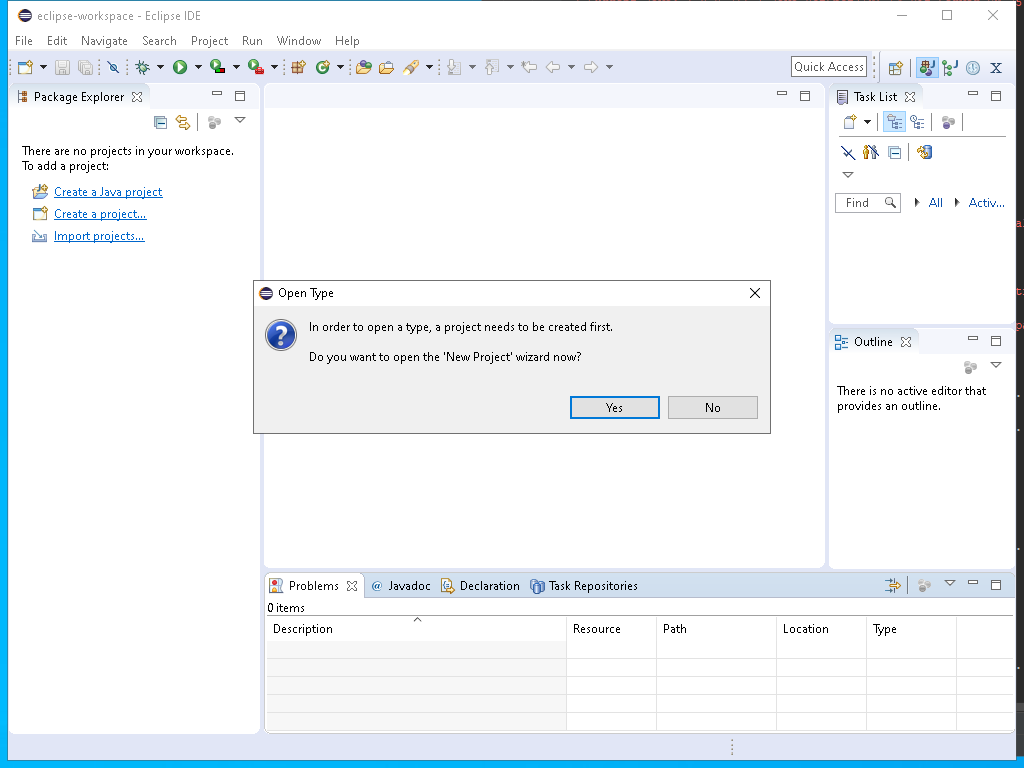 eclipse-workspace - Eclipse IDE
File Edit Navigate Search Project Run Window Help
Quick Access
Package Explorer
Task List
There are no projects in your workspace.
To add a project:
Create a Java project
Create a project...
Import projects...
Find All Activ...
Open Type
In order to open a type, a project needs to be created first.
Do you want to open the 'New Project' wizard now?
Yes No
Outline
There is no active editor that
provides an outline.
Problems @ Javadoc Declaration Task Repositories
0 items
Description Resource Path Location Type